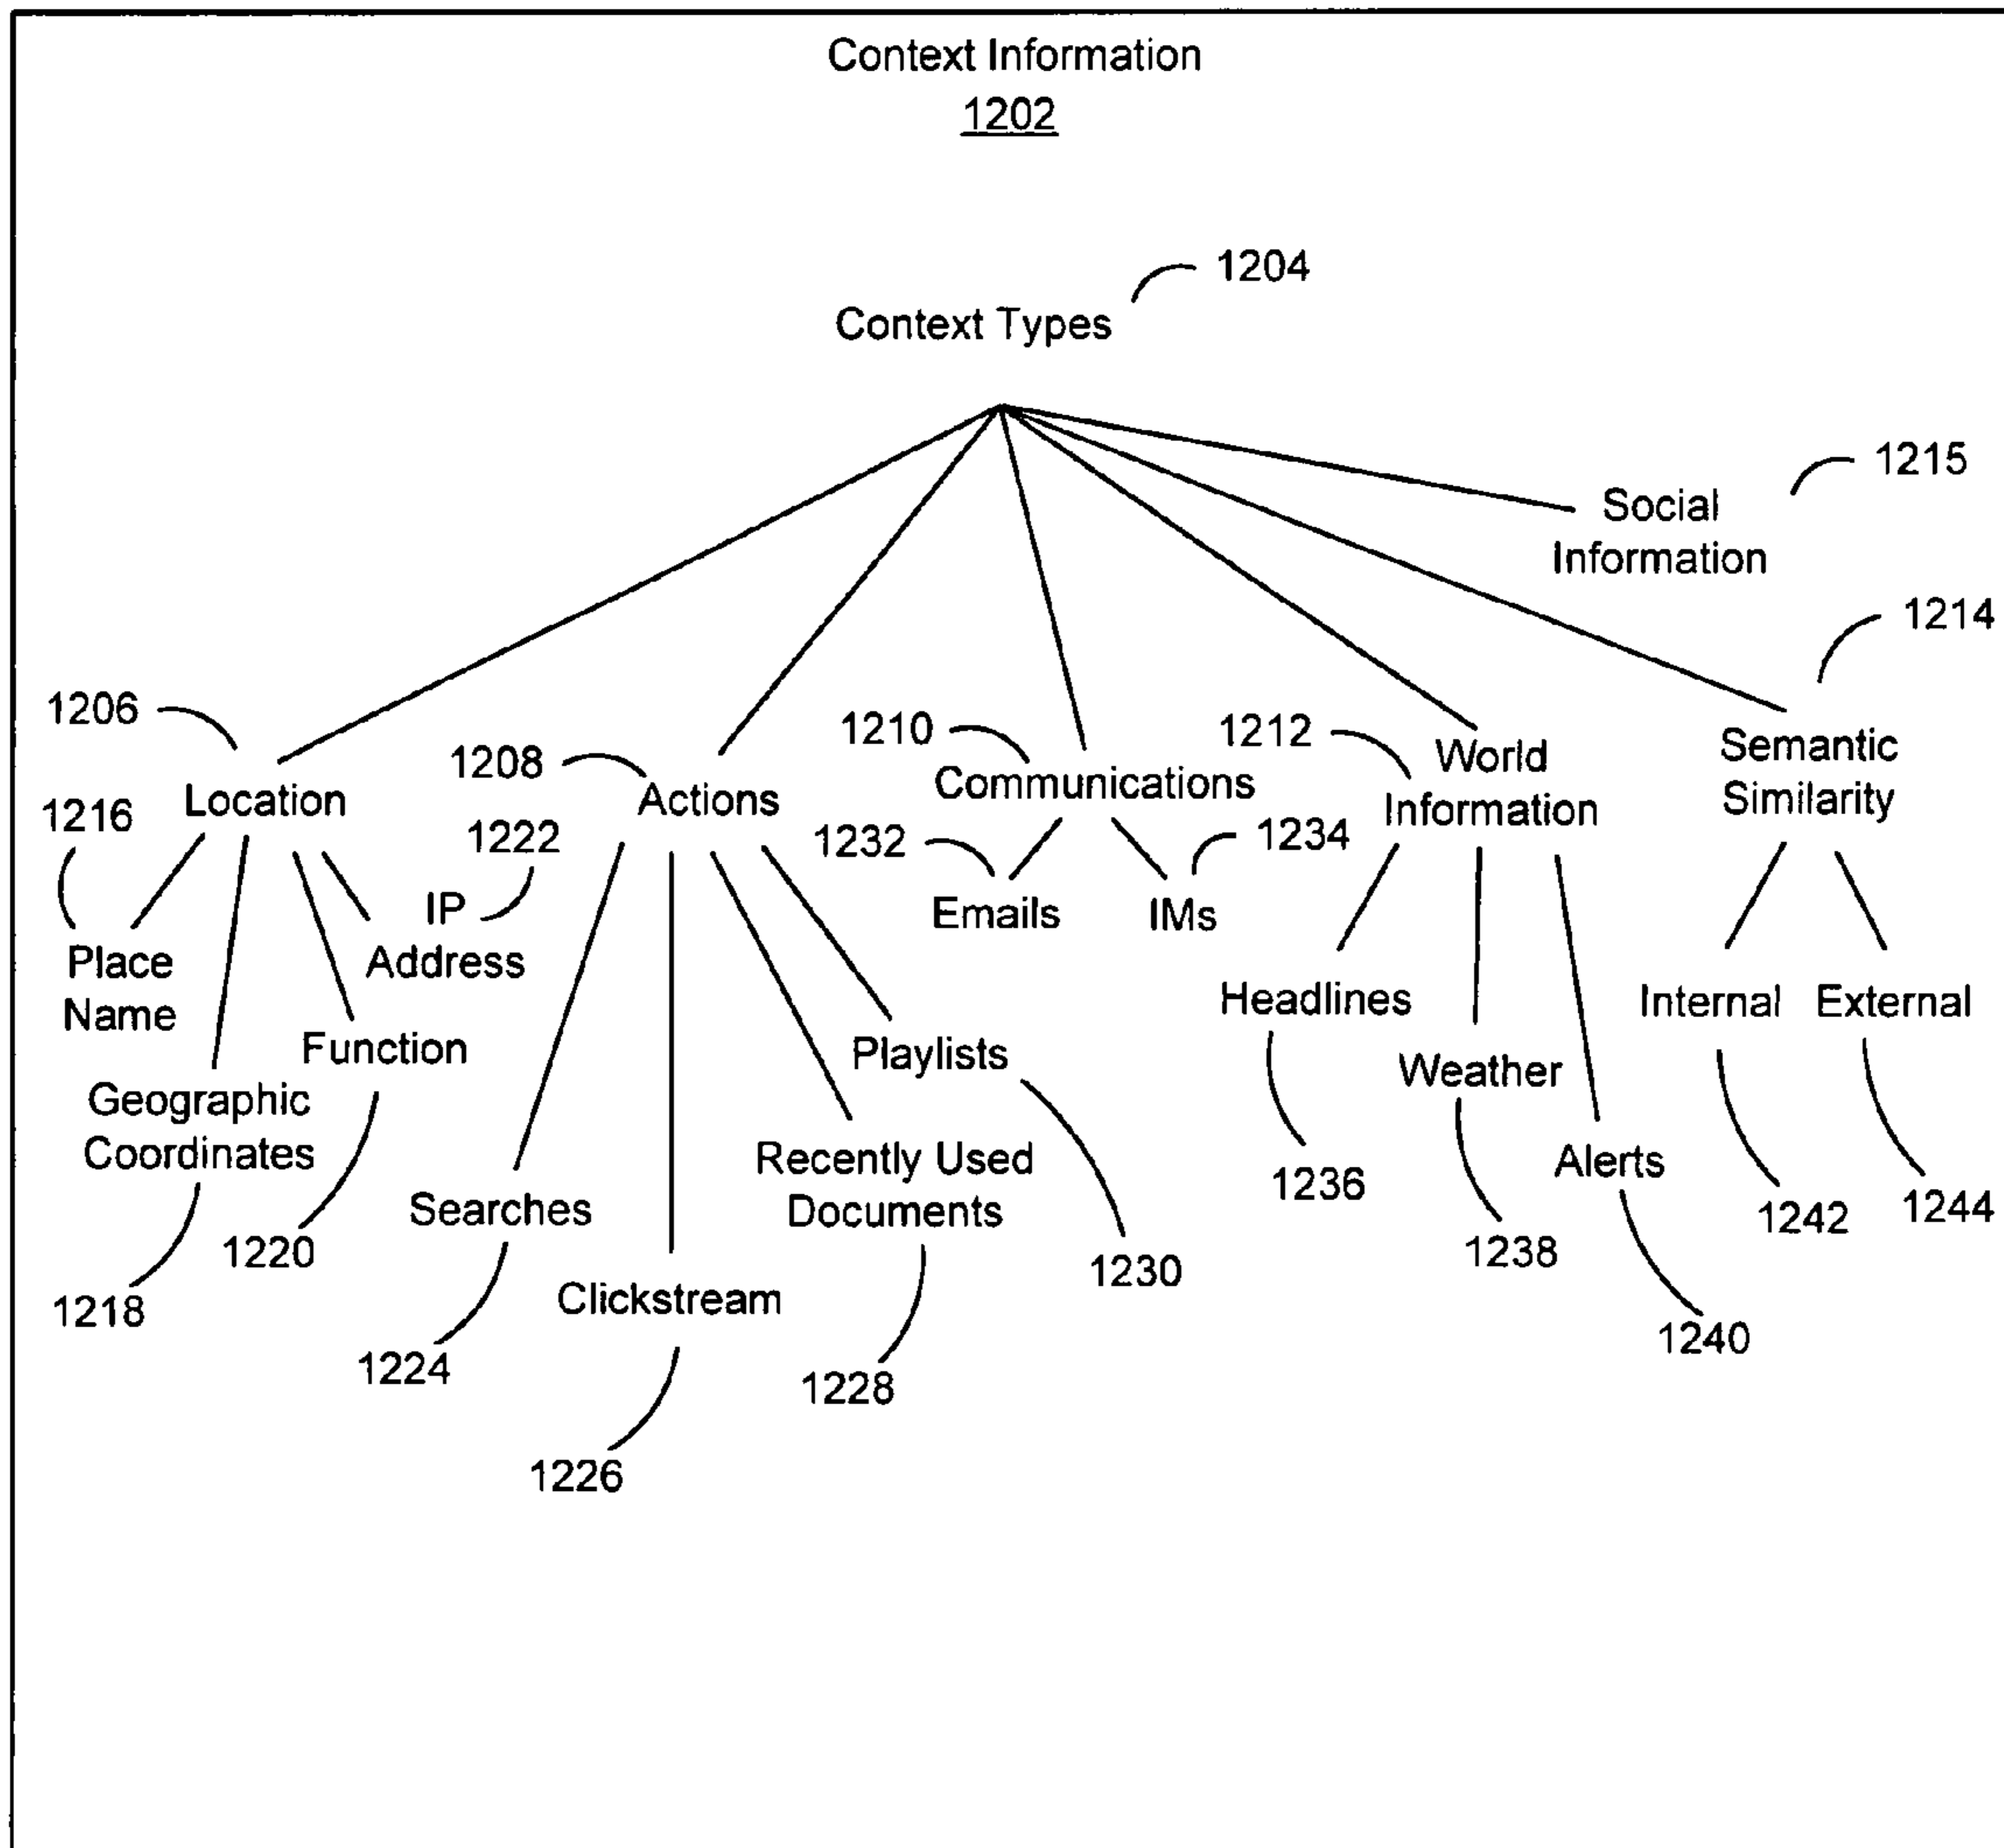 Context Information
1202
1204
Context Types
1215
Social
Information
1214
1206
1208
1210
1212
World
Information
Semantic
Similarity
Location
Actions
Communications
1216
1222
1232
1234
IP
Address
Place
Name
Emails
IMs
Headlines
Internal
External
Function
Playlists
Weather
Geographic
Coordinates
Recently Used
Documents
Alerts
Searches
1236
1242
1244
1220
1238
1230
1218
Clickstream
1240
1224
1228
1226